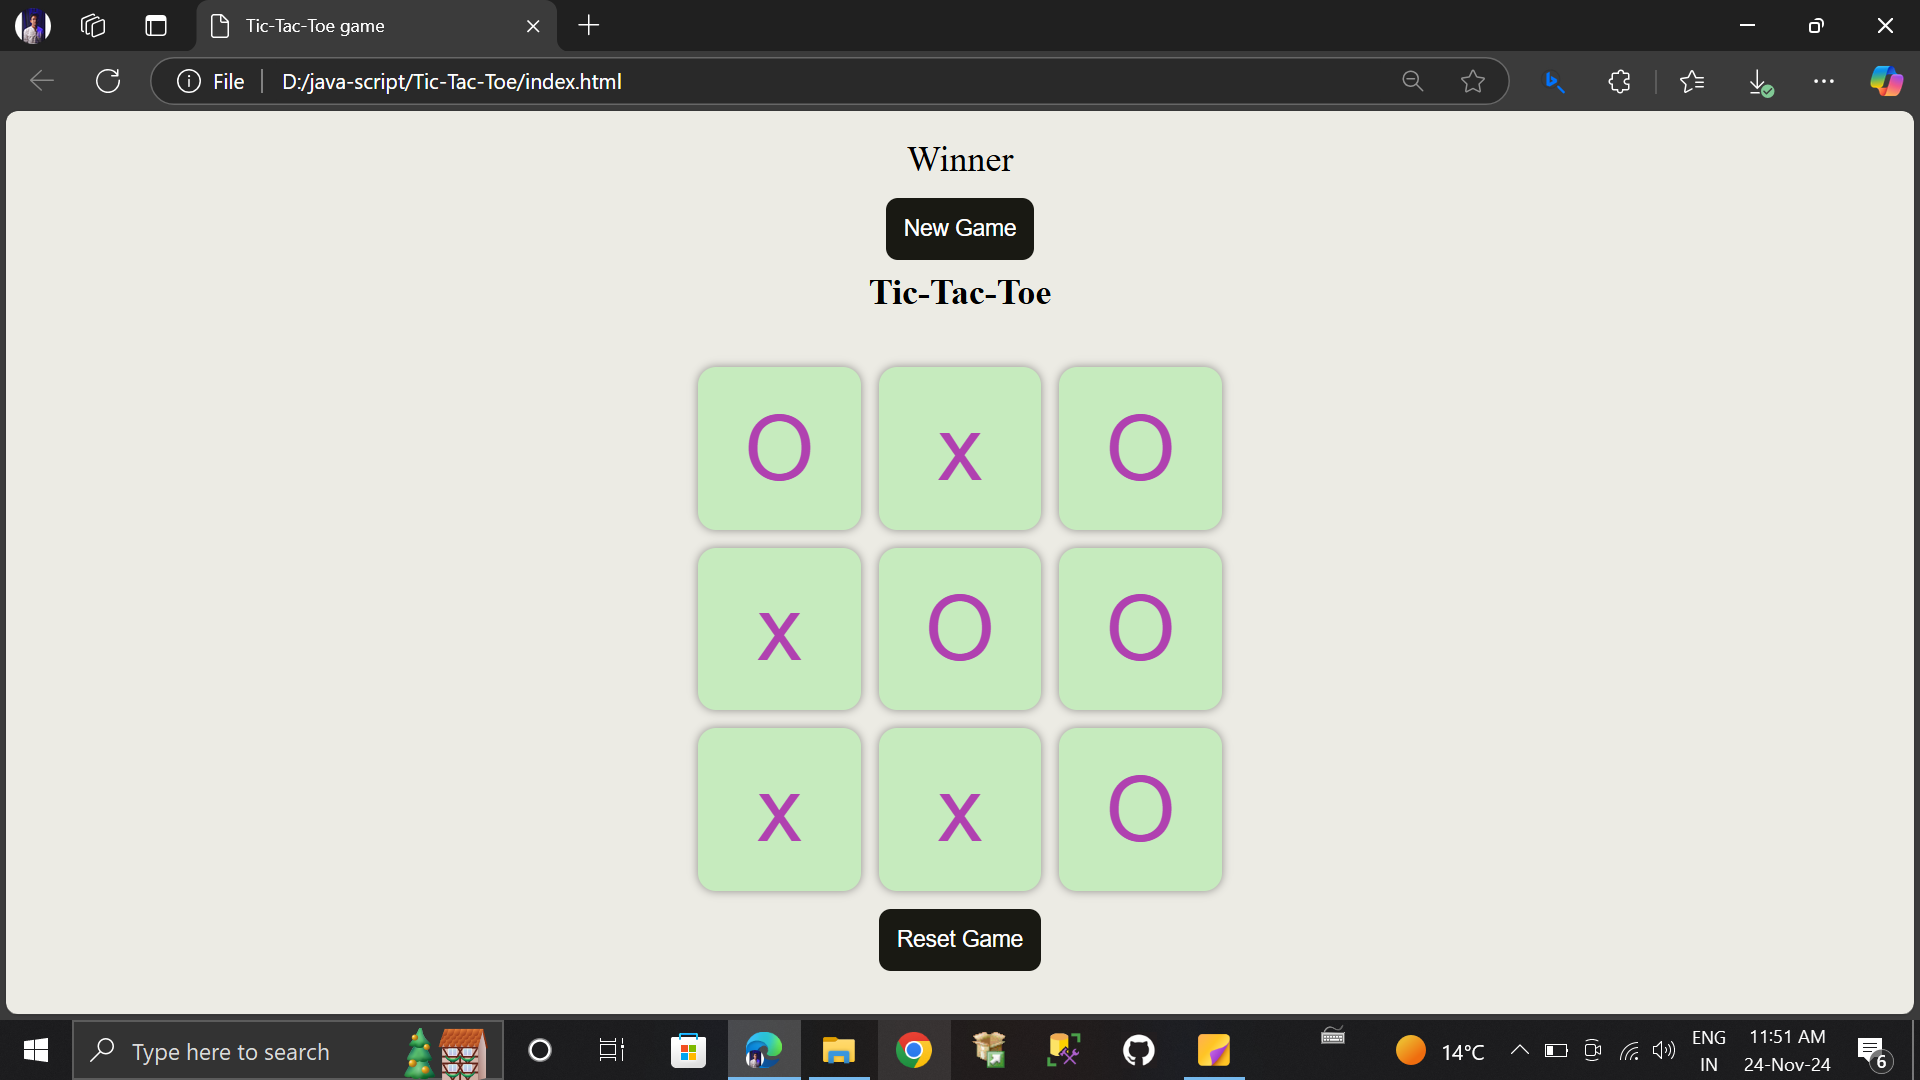 Tic-Tac-Toe game
File D:/java-script/Tic-Tac-Toe/index.html
Winner
New Game
Tic-Tac-Toe
O x O
x O O
x x O
Reset Game
Type here to search
14°C
ENG
IN
11:51 AM
24-Nov-24
6